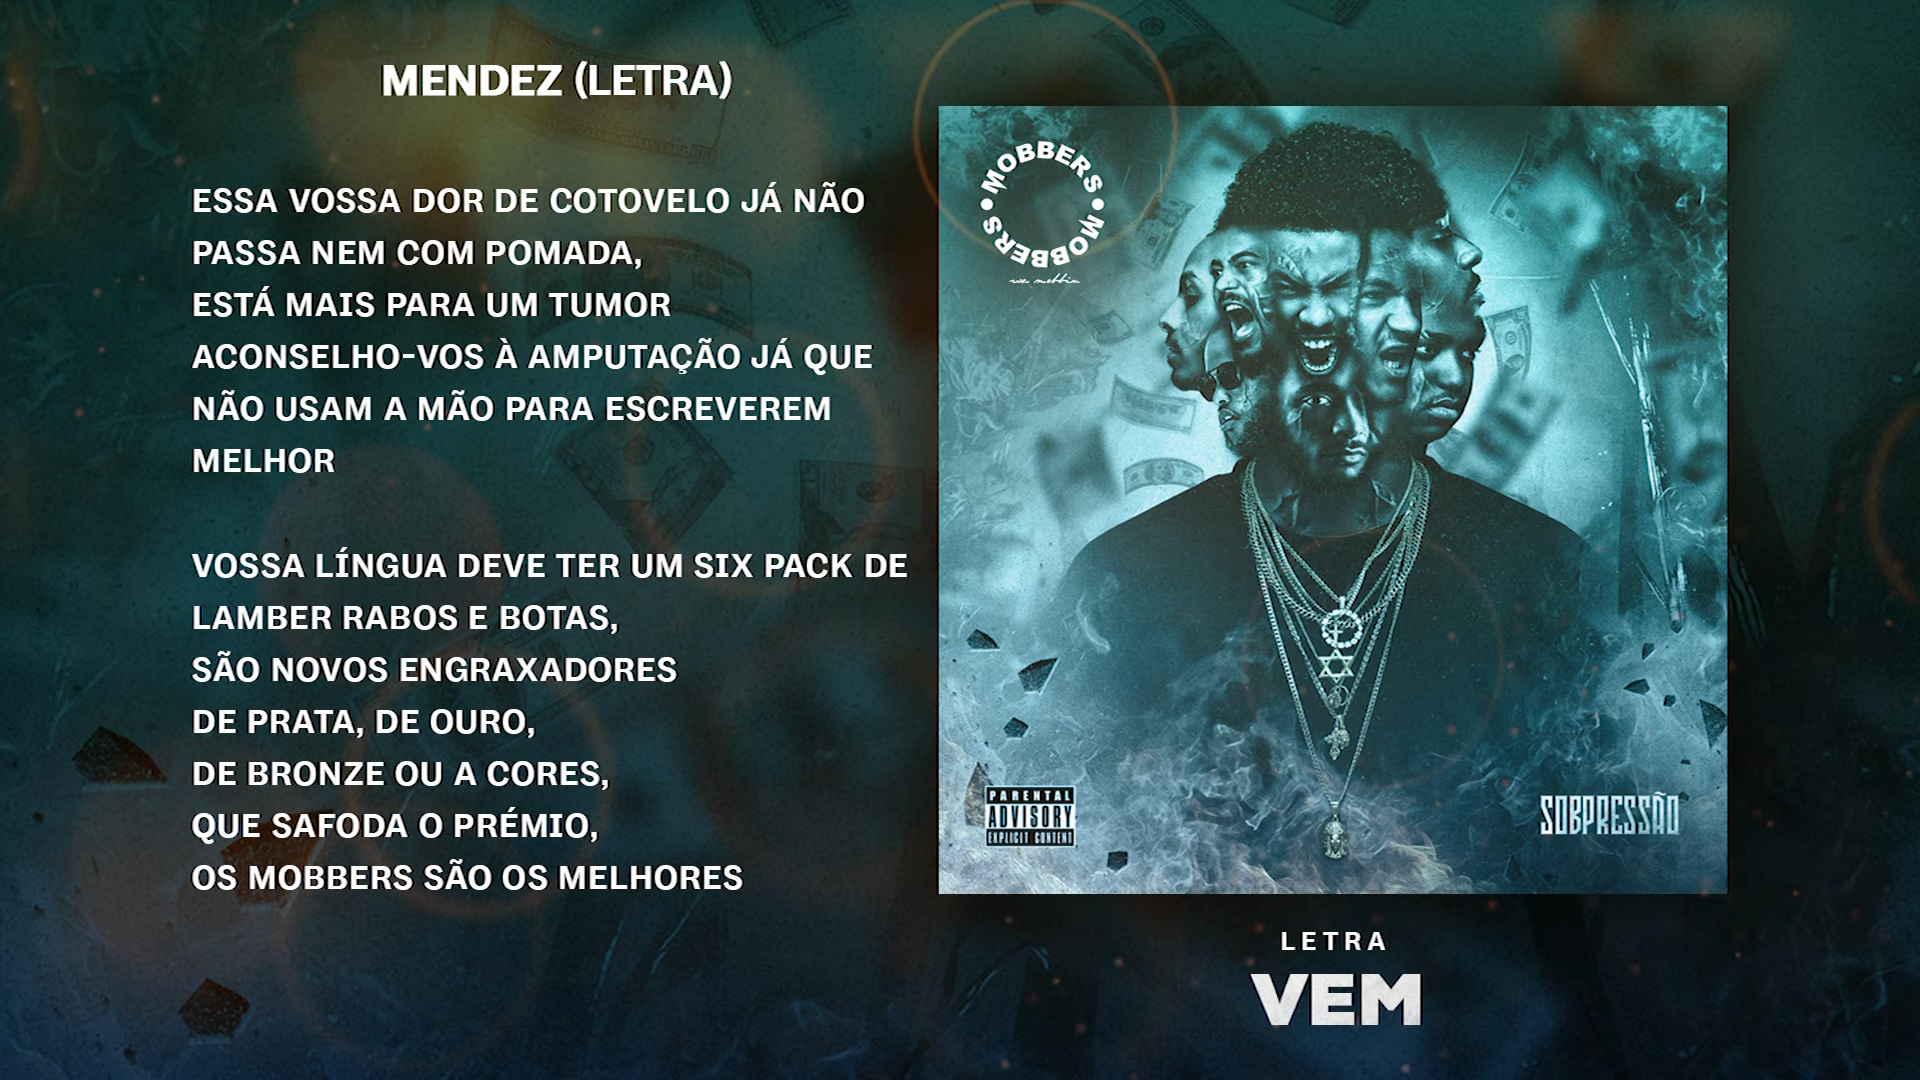 MENDEZ (LETRA)
ESSA VOSSA DOR DE COTOVELO JÁ NÃO
PASSA NEM COM POMADA,
ESTÁ MAIS PARA UM TUMOR
ACONSELHO-VOS À AMPUTAÇÃO JÁ QUE
NÃO USAM A MÃO PARA ESCREVEREM
MELHOR
VOSSA LÍNGUA DEVE TER UM SIX PACK DE
LAMBER RABOS E BOTAS,
SÃO NOVOS ENGRAXADORES
DE PRATA, DE OURO,
DE BRONZE OU A CORES,
QUE SAFODA O PRÉMIO,
OS MOBBERS SÃO OS MELHORES
MOBBERS • MOBBERS •
we mobbin
PARENTAL
ADVISORY
EXPLICIT CONTENT
SOBPRESSÃO
LETRA
VEM